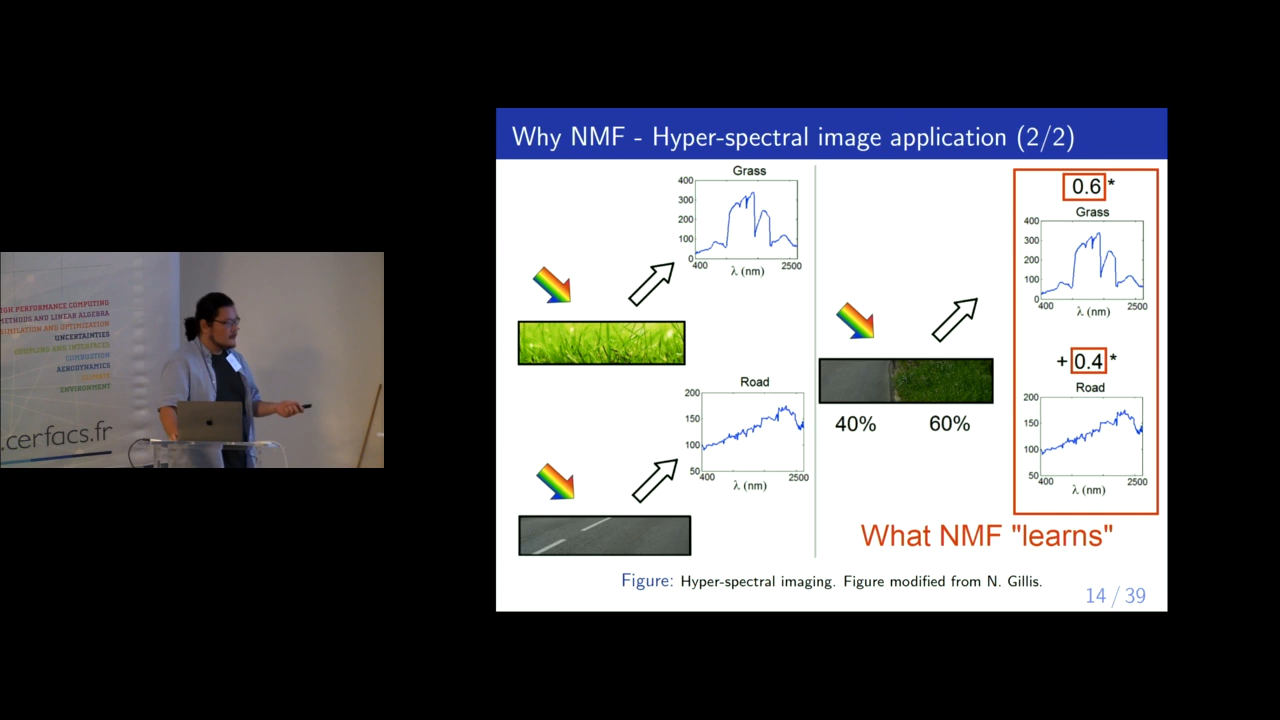 IGH PERFORMANCE COMPUTING
METHODS AND LINEAR ALGEBRA
SIMILATION AND OPTIMIZATION
UNCERTAINTIES
COUPLING AND INTERFACES
COMBUSTION
AERODYNAMICS
CLIMATE
ENVIRONMENT
.cerfacs.fr
Why NMF - Hyper-spectral image application (2/2)
Grass
400
300
200
100
0
400
2500
λ (nm)
Road
200
150
100
50
400
2500
λ (nm)
40%
60%
0.6 *
Grass
400
300
200
100
0
400
2500
λ (nm)
+ 0.4 *
Road
200
150
100
50
400
2500
λ (nm)
What NMF "learns"
Figure: Hyper-spectral imaging. Figure modified from N. Gillis.
14 / 39